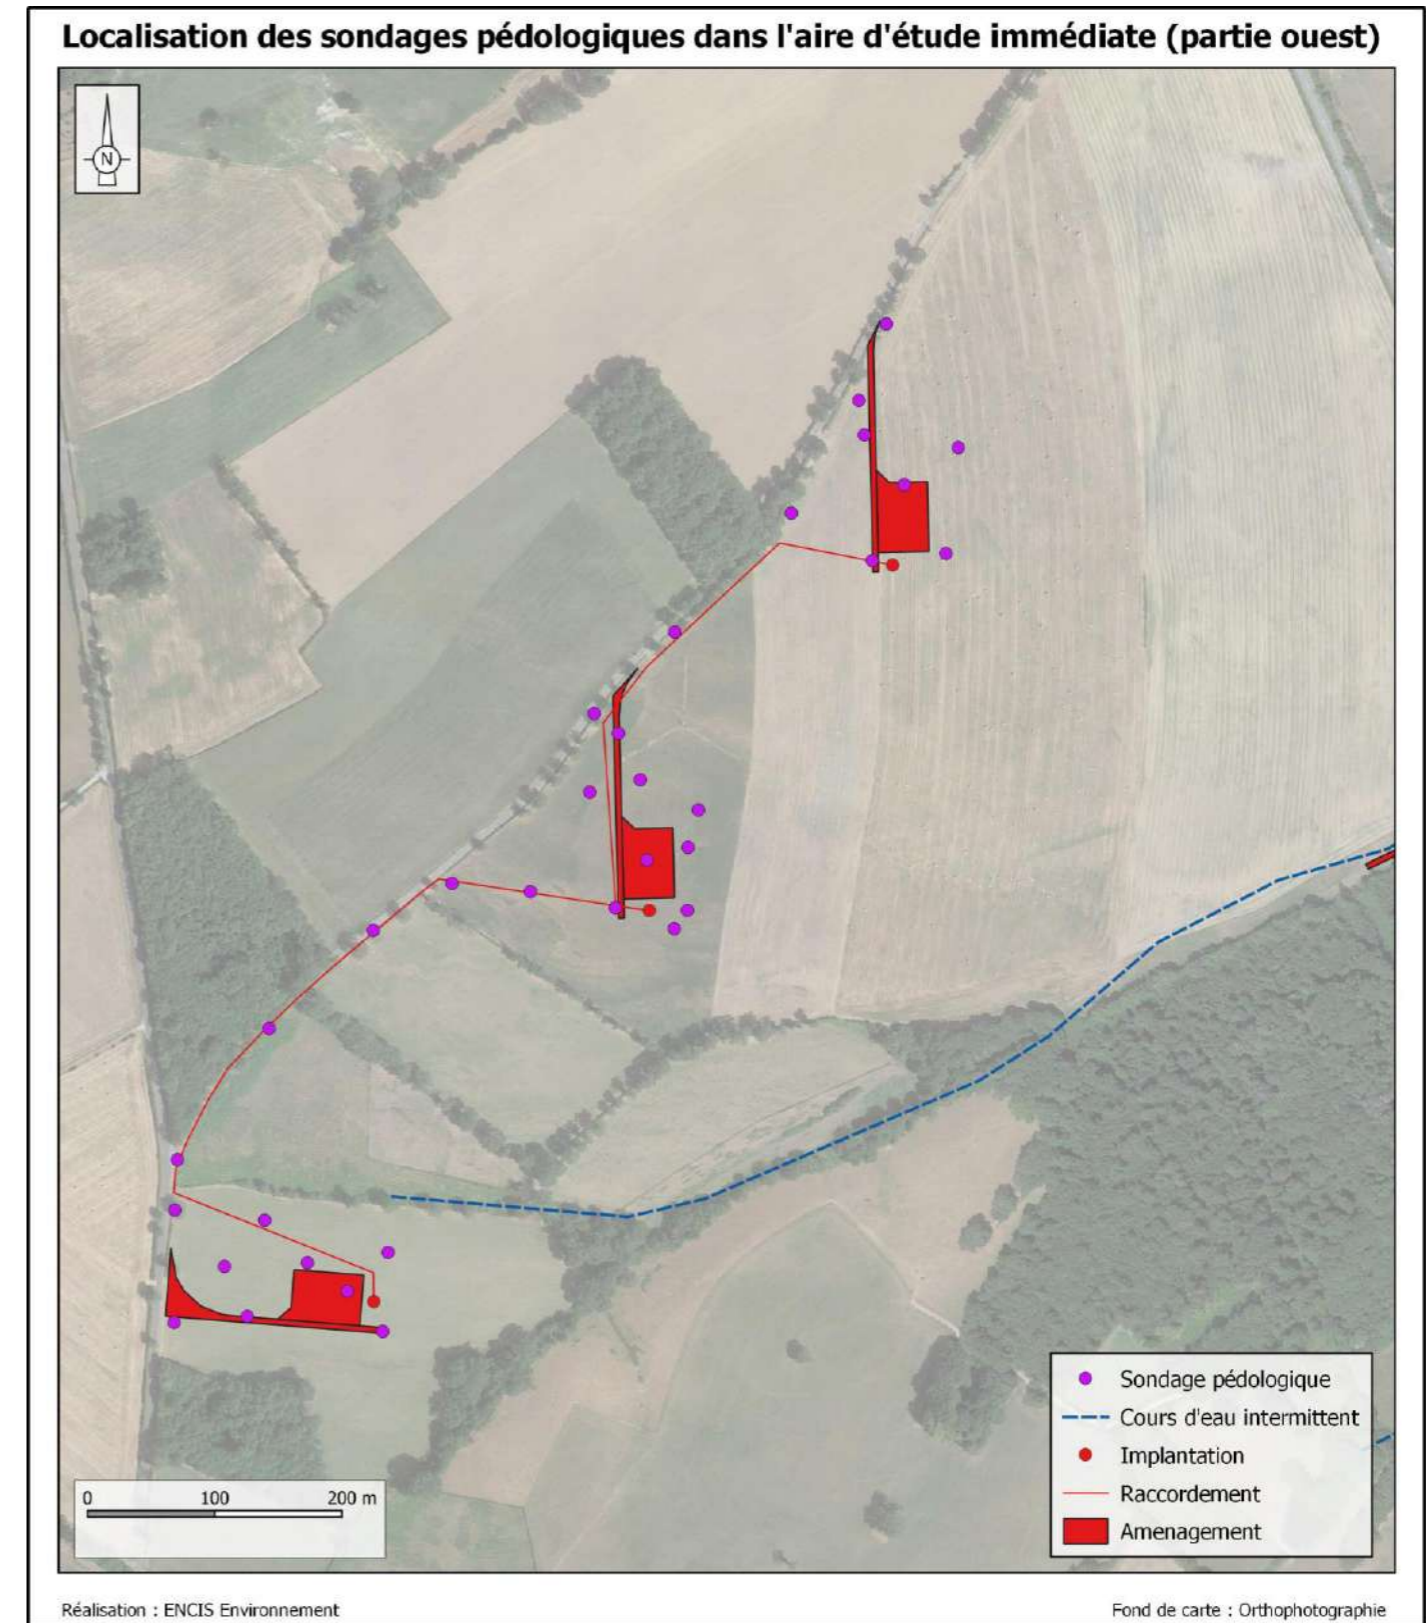 Localisation des sondages pédologiques dans l'aire d'étude immédiate (partie ouest)
N
Sondage pédologique
Cours d'eau intermittent
Implantation
Raccordement
Amenagement
0 100 200 m
Réalisation : ENCIS Environnement
Fond de carte : Orthophotographie